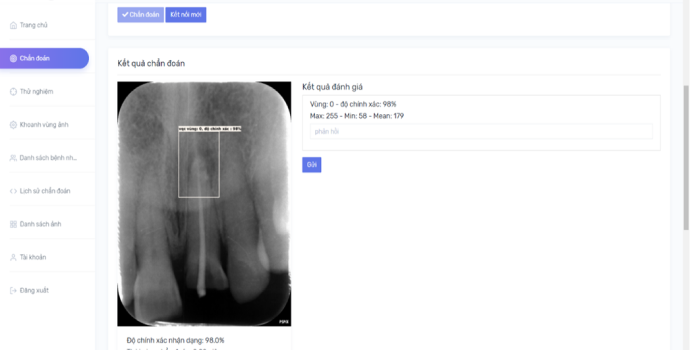 Trang chủ
Chẩn đoán
Thử nghiệm
Khoanh vùng ảnh
Danh sách bệnh nh...
Lịch sử chẩn đoán
Danh sách ảnh
Tài khoản
Đăng xuất
✔ Chẩn đoán
Kết nối mới
Kết quả chẩn đoán
vùng: 0, độ chính xác : 98%
Độ chính xác nhận dạng: 98.0%
Kết quả đánh giá
Vùng: 0 - độ chính xác: 98%
Max: 255 - Min: 58 - Mean: 179
phản hồi
Gửi